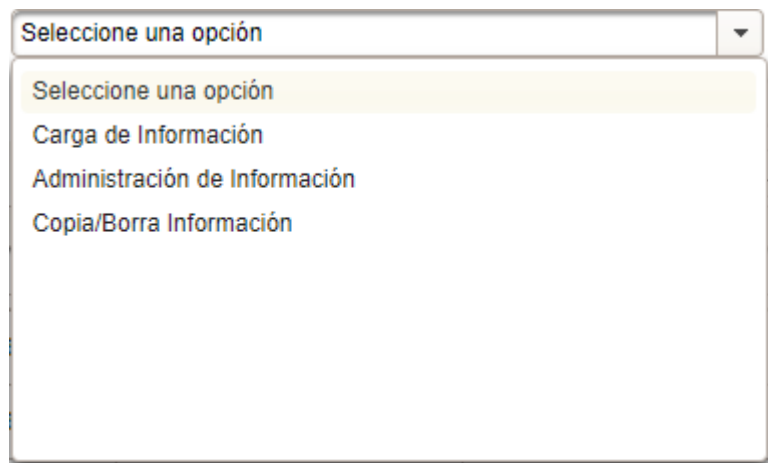 Seleccione una opción
Seleccione una opción
Carga de Información
Administración de Información
Copia/Borra Información